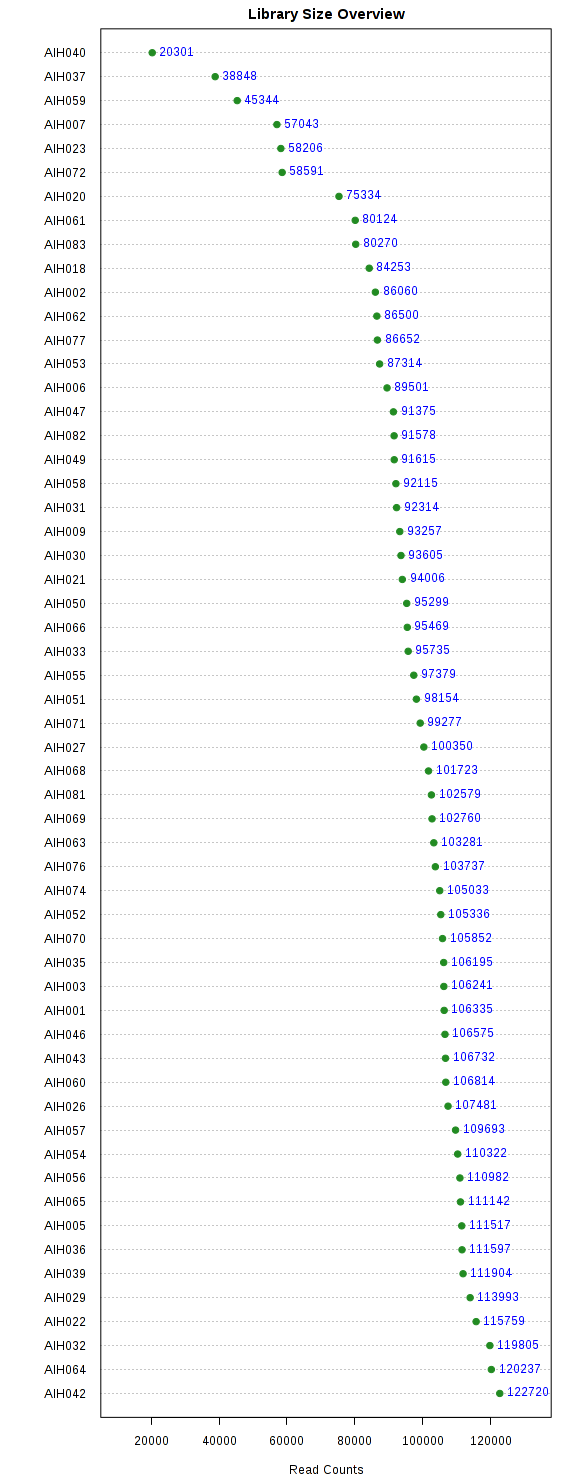 Library Size Overview
AIH040 20301
AIH037 38848
AIH059 45344
AIH007 57043
AIH023 58206
AIH072 58591
AIH020 75334
AIH061 80124
AIH083 80270
AIH018 84253
AIH002 86060
AIH062 86500
AIH077 86652
AIH053 87314
AIH006 89501
AIH047 91375
AIH082 91578
AIH049 91615
AIH058 92115
AIH031 92314
AIH009 93257
AIH030 93605
AIH021 94006
AIH050 95299
AIH066 95469
AIH033 95735
AIH055 97379
AIH051 98154
AIH071 99277
AIH027 100350
AIH068 101723
AIH081 102579
AIH069 102760
AIH063 103281
AIH076 103737
AIH074 105033
AIH052 105336
AIH070 105852
AIH035 106195
AIH003 106241
AIH001 106335
AIH046 106575
AIH043 106732
AIH060 106814
AIH026 107481
AIH057 109693
AIH054 110322
AIH056 110982
AIH065 111142
AIH005 111517
AIH036 111597
AIH039 111904
AIH029 113993
AIH022 115759
AIH032 119805
AIH064 120237
AIH042 122720
20000 40000 60000 80000 100000 120000
Read Counts